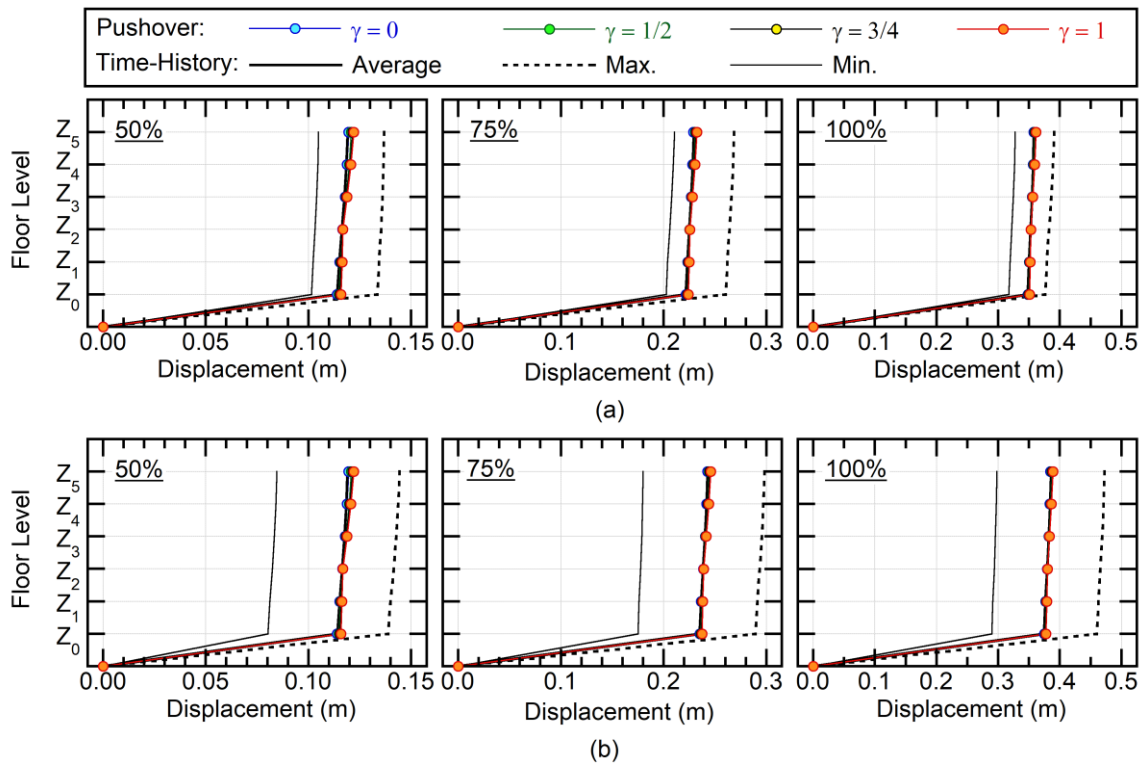 Pushover: γ = 0 γ = 1/2 γ = 3/4 γ = 1
Time-History: Average Max. Min.
50% 75% 100%
Floor Level
Z5
Z4
Z3
Z2
Z1
Z0
0.00 0.05 0.10 0.15 0.0 0.1 0.2 0.3 0.0 0.1 0.2 0.3 0.4 0.5
Displacement (m) Displacement (m) Displacement (m)
(a)
50% 75% 100%
Floor Level
Z5
Z4
Z3
Z2
Z1
Z0
0.00 0.05 0.10 0.15 0.0 0.1 0.2 0.3 0.0 0.1 0.2 0.3 0.4 0.5
Displacement (m) Displacement (m) Displacement (m)
(b)